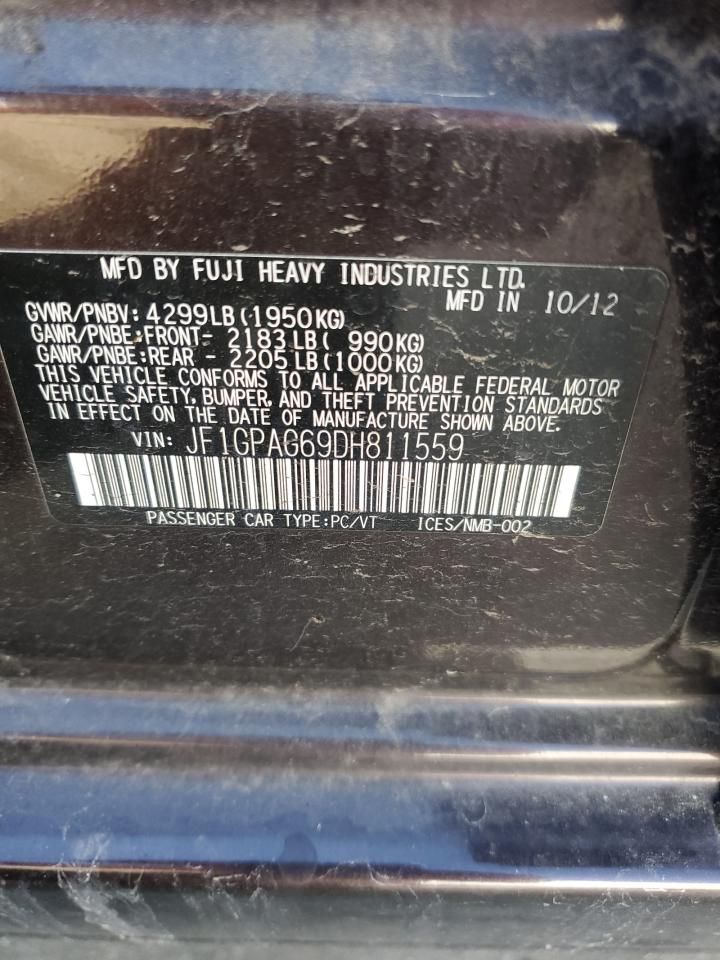 MFD BY FUJI HEAVY INDUSTRIES LTD.
MFD IN 10/12
GVWR/PNBV: 4299LB(1950KG)
GAWR/PNBE:FRONT- 2183LB( 990KG)
GAWR/PNBE:REAR - 2205LB(1000KG)
THIS VEHICLE CONFORMS TO ALL APPLICABLE FEDERAL MOTOR
VEHICLE SAFETY, BUMPER, AND THEFT PREVENTION STANDARDS
IN EFFECT ON THE DATE OF MANUFACTURE SHOWN ABOVE.
VIN: JF1GPAG69DH811559
PASSENGER CAR TYPE:PC/VT ICES/NMB-002